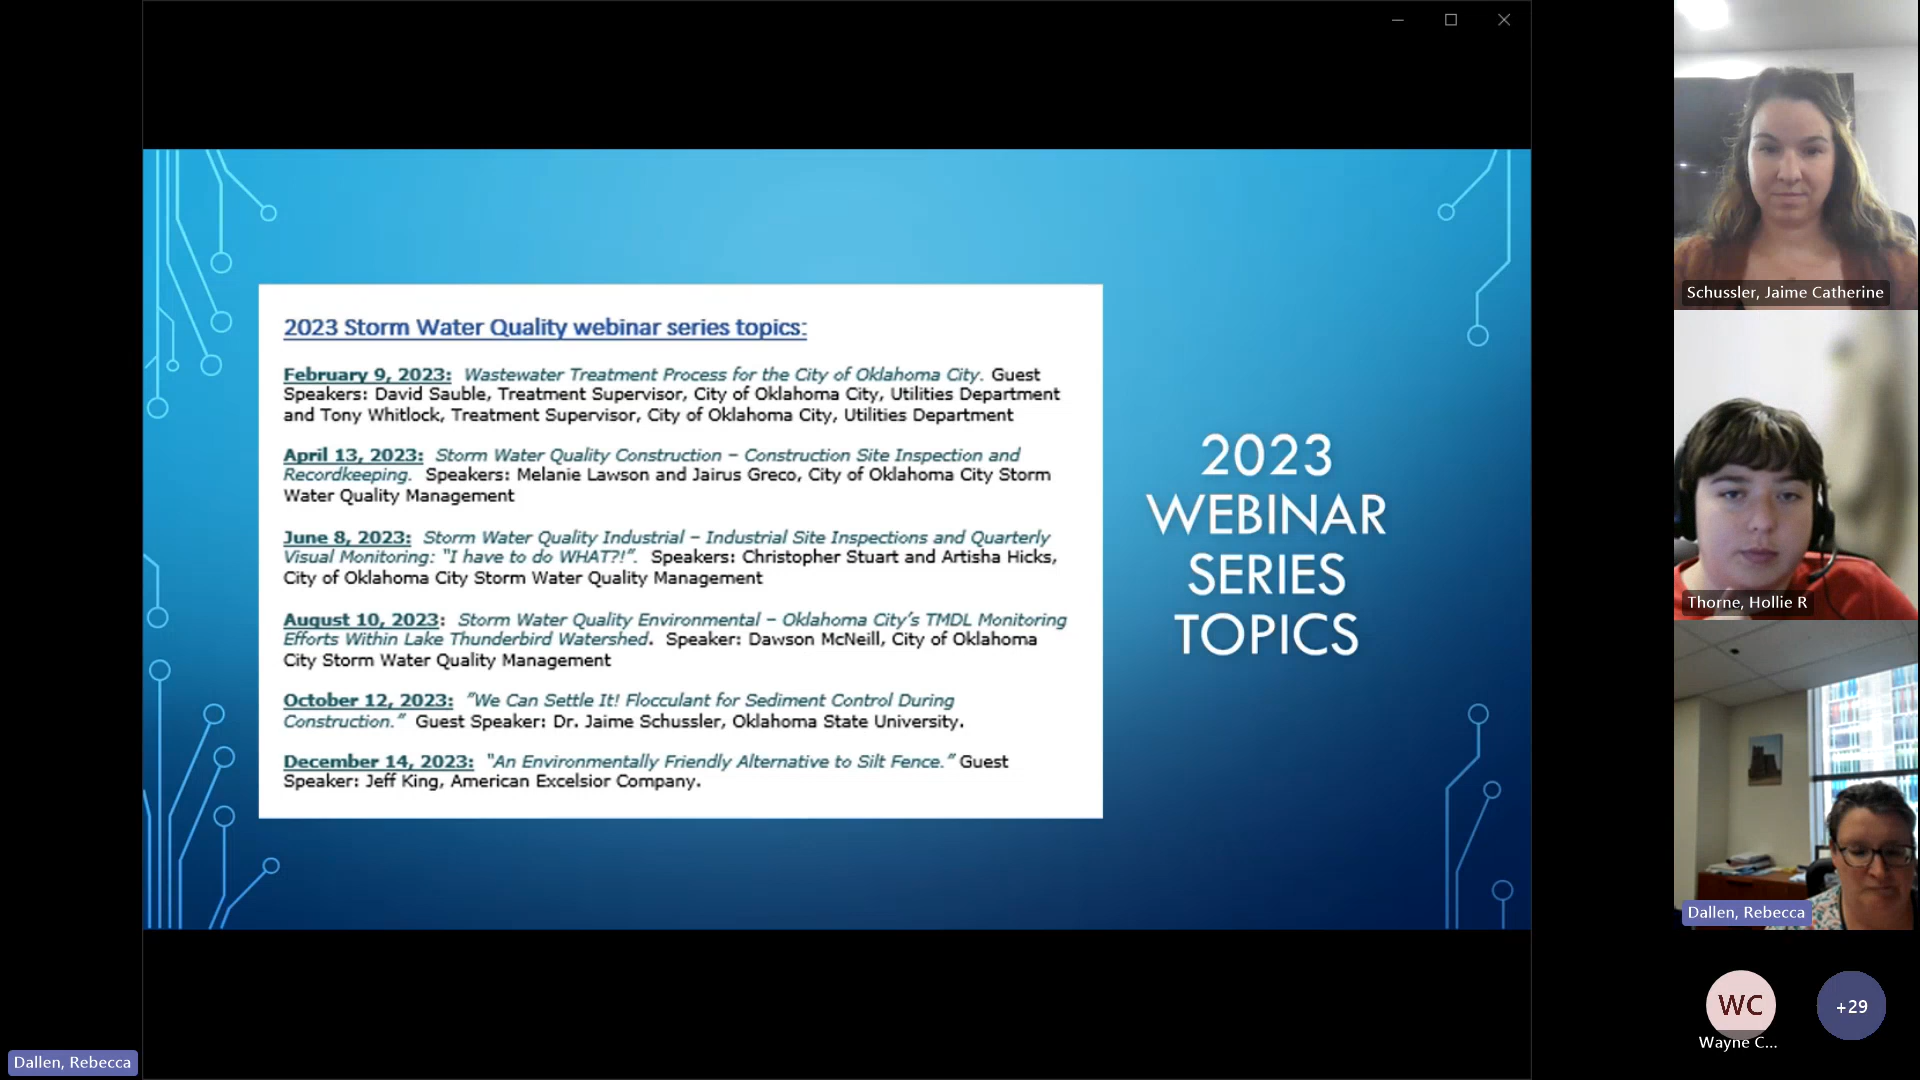 2023 Storm Water Quality webinar series topics:
February 9, 2023: Wastewater Treatment Process for the City of Oklahoma City. Guest
Speakers: David Sauble, Treatment Supervisor, City of Oklahoma City, Utilities Department
and Tony Whitlock, Treatment Supervisor, City of Oklahoma City, Utilities Department
April 13, 2023: Storm Water Quality Construction – Construction Site Inspection and
Recordkeeping. Speakers: Melanie Lawson and Jairus Greco, City of Oklahoma City Storm
Water Quality Management
June 8, 2023: Storm Water Quality Industrial – Industrial Site Inspections and Quarterly
Visual Monitoring: "I have to do WHAT?!". Speakers: Christopher Stuart and Artisha Hicks,
City of Oklahoma City Storm Water Quality Management
August 10, 2023: Storm Water Quality Environmental – Oklahoma City's TMDL Monitoring
Efforts Within Lake Thunderbird Watershed. Speaker: Dawson McNeill, City of Oklahoma
City Storm Water Quality Management
October 12, 2023: "We Can Settle It! Flocculant for Sediment Control During
Construction." Guest Speaker: Dr. Jaime Schussler, Oklahoma State University.
December 14, 2023: "An Environmentally Friendly Alternative to Silt Fence." Guest
Speaker: Jeff King, American Excelsior Company.
2023
WEBINAR
SERIES
TOPICS
Schussler, Jaime Catherine
Thorne, Hollie R
Dallen, Rebecca
WC
+29
Wayne C...
Dallen, Rebecca